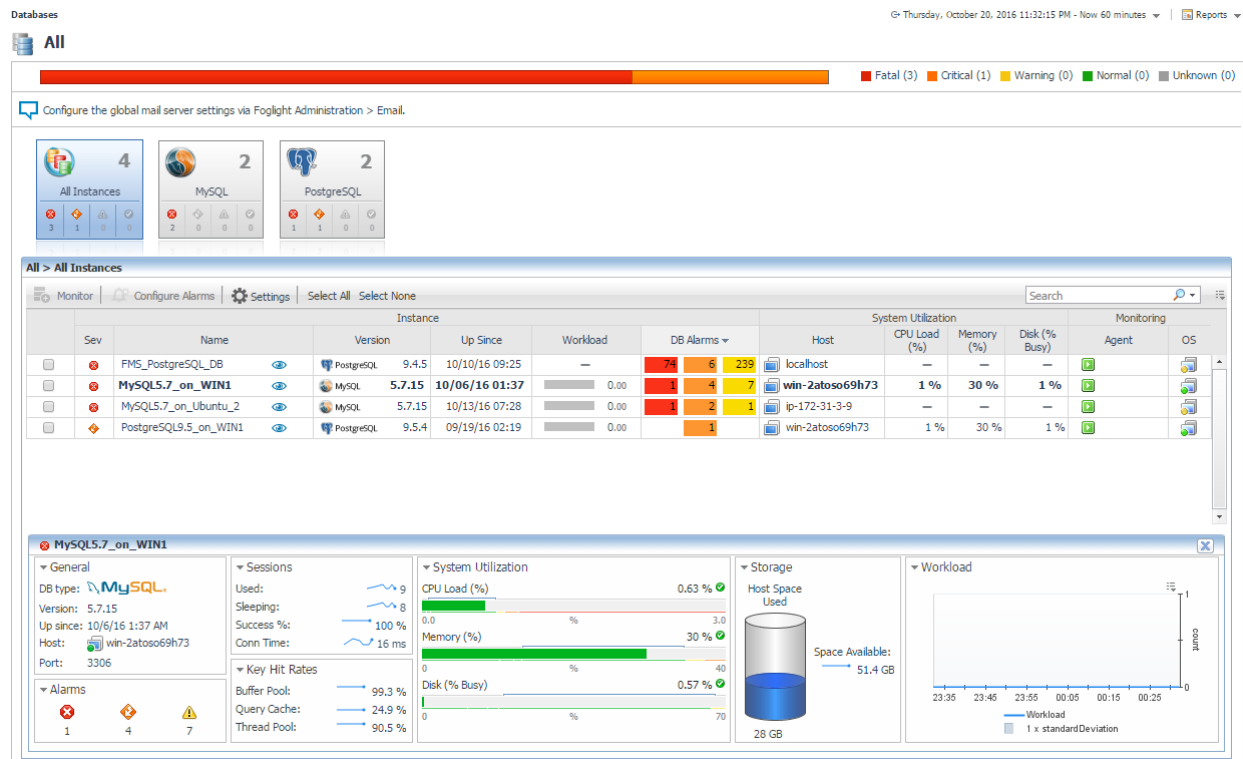 Databases
Thursday, October 20, 2016 11:32:15 PM - Now 60 minutes
Reports
All
Fatal (3) Critical (1) Warning (0) Normal (0) Unknown (0)
Configure the global mail server settings via Foglight Administration > Email.
4 2 2
All Instances MySQL PostgreSQL
3 1 0 0 2 0 0 0 1 1 0 0
All > All Instances
Monitor Configure Alarms Settings Select All Select None Search
Instance System Utilization Monitoring
Sev Name Version Up Since Workload DB Alarms Host CPU Load (%) Memory (%) Disk (% Busy) Agent OS
FMS_PostgreSQL_DB PostgreSQL 9.4.5 10/10/16 09:25 — 74 6 239 localhost — — —
MySQL5.7_on_WIN1 MySQL 5.7.15 10/06/16 01:37 0.00 1 4 7 win-2atoso69h73 1 % 30 % 1 %
MySQL5.7_on_Ubuntu_2 MySQL 5.7.15 10/13/16 07:28 0.00 1 2 1 ip-172-31-3-9 — — —
PostgreSQL9.5_on_WIN1 PostgreSQL 9.5.4 09/19/16 02:19 0.00 1 win-2atoso69h73 1 % 30 % 1 %
MySQL5.7_on_WIN1
General
DB type: MySQL
Version: 5.7.15
Up since: 10/6/16 1:37 AM
Host: win-2atoso69h73
Port: 3306
Alarms
1 4 7
Sessions
Used: 9
Sleeping: 8
Success %: 100 %
Conn Time: 16 ms
Key Hit Rates
Buffer Pool: 99.3 %
Query Cache: 24.9 %
Thread Pool: 90.5 %
System Utilization
CPU Load (%) 0.63 %
0.0 % 3.0
Memory (%) 30 %
0 % 40
Disk (% Busy) 0.57 %
0 % 70
Storage
Host Space
Used
Space Available:
51.4 GB
28 GB
Workload
1
count
0
23:35 23:45 23:55 00:05 00:15 00:25
Workload
1 x standardDeviation